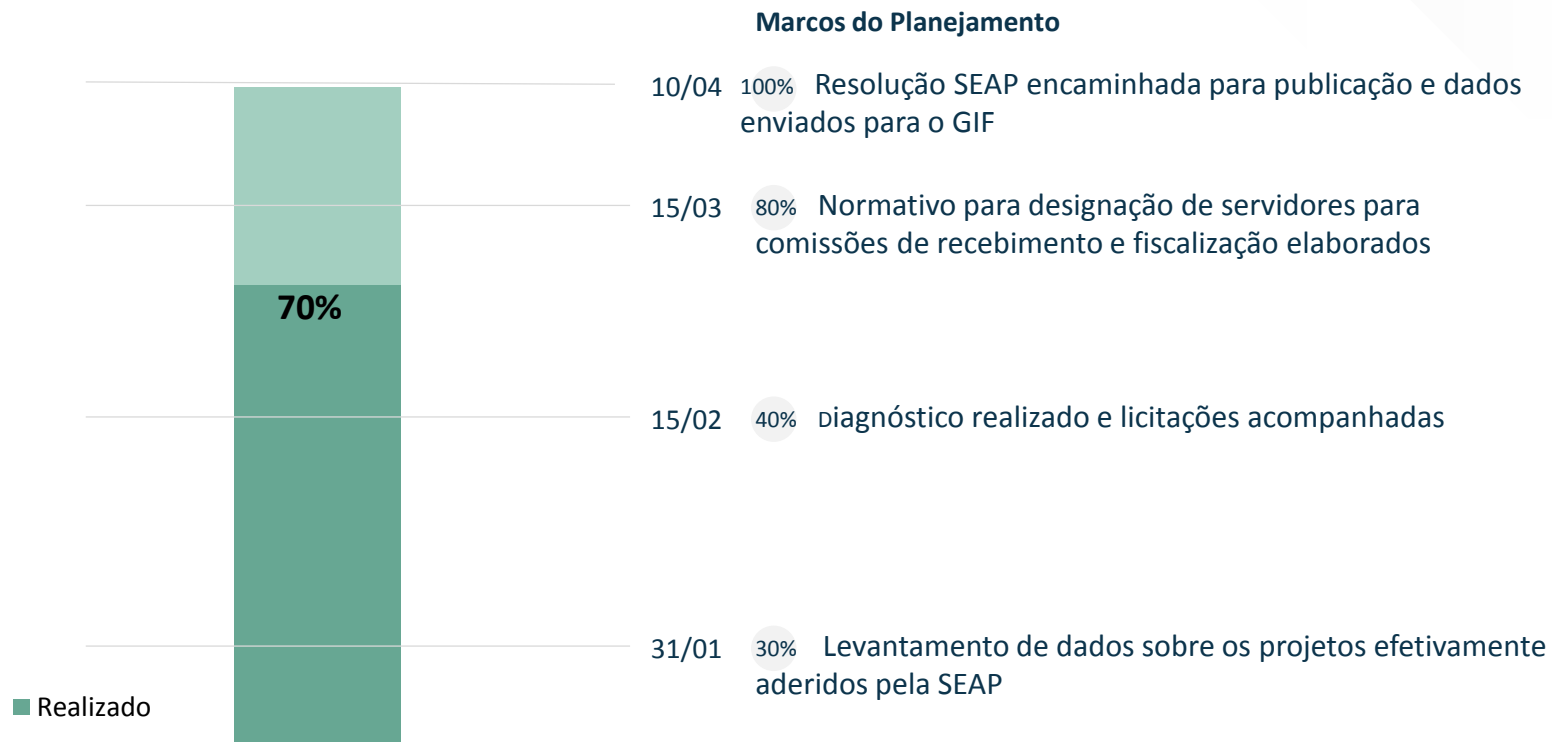 Marcos do Planejamento
10/04 100% Resolução SEAP encaminhada para publicação e dados
enviados para o GIF
15/03 80% Normativo para designação de servidores para
comissões de recebimento e fiscalização elaborados
70%
15/02 40% Diagnóstico realizado e licitações acompanhadas
31/01 30% Levantamento de dados sobre os projetos efetivamente
aderidos pela SEAP
Realizado